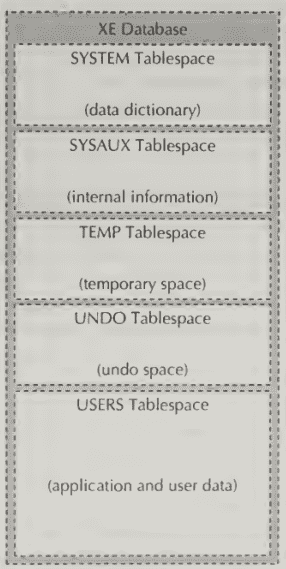 XE Database
SYSTEM Tablespace
(data dictionary)
SYSAUX Tablespace
(internal information)
TEMP Tablespace
(temporary space)
UNDO Tablespace
(undo space)
USERS Tablespace
(application and user data)